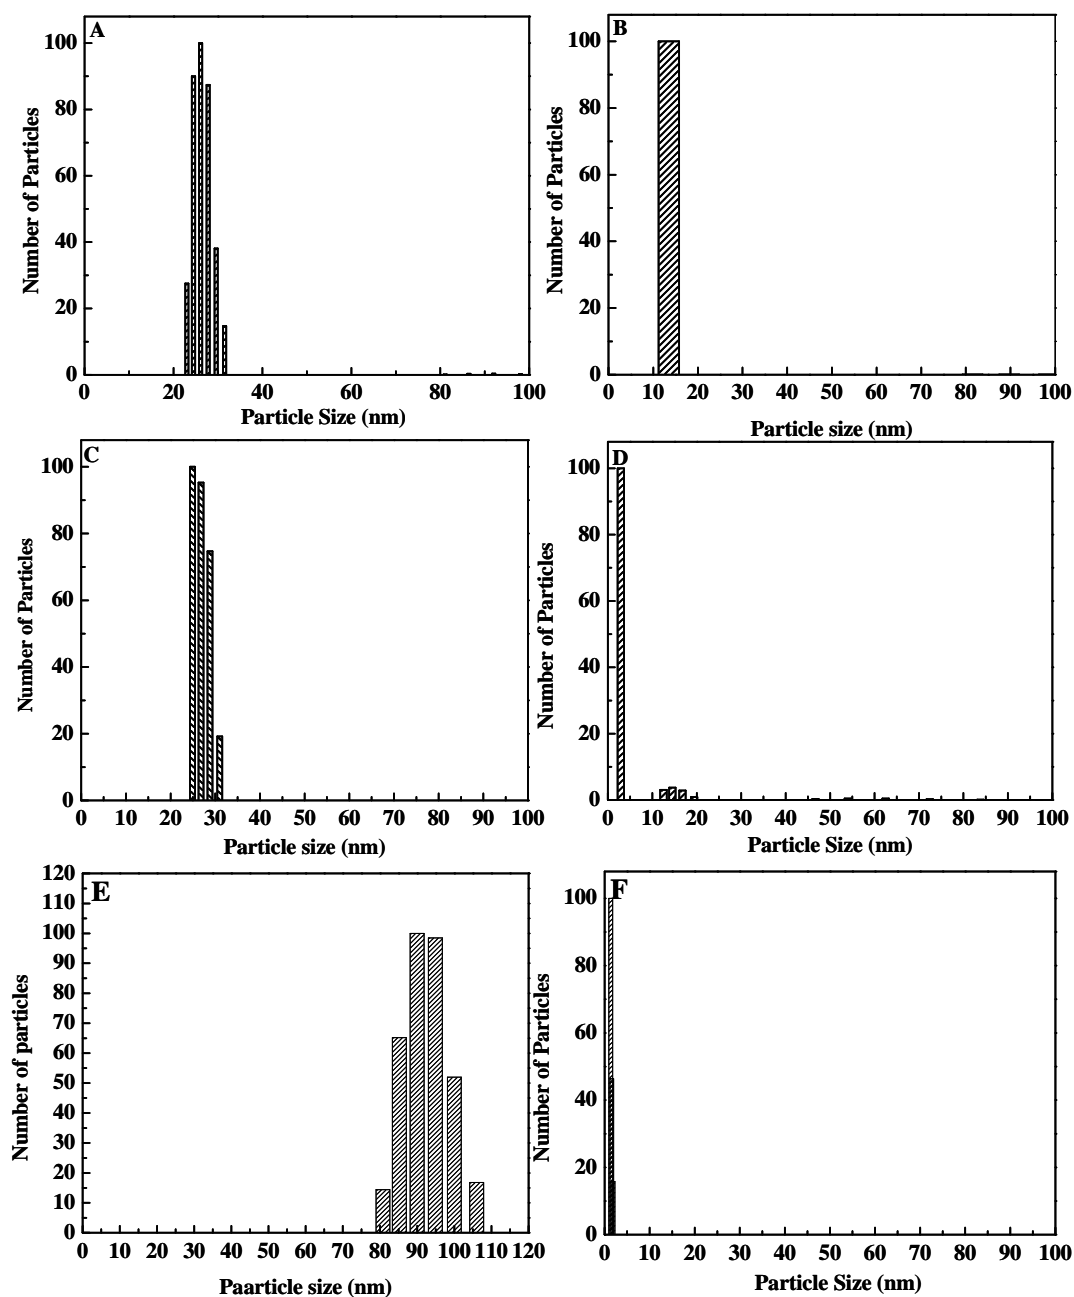 A
100
80
60
40
20
0
Number of Particles
0 20 40 60 80 100
Particle Size (nm)
B
100
80
60
40
20
0
Number of Particles
0 10 20 30 40 50 60 70 80 90 100
Particle size (nm)
C
100
80
60
40
20
0
Number of Particles
0 10 20 30 40 50 60 70 80 90 100
Particle size (nm)
D
100
80
60
40
20
0
Number of Particles
0 10 20 30 40 50 60 70 80 90 100
Particle Size (nm)
E
120
110
100
90
80
70
60
50
40
30
20
10
0
Number of particles
0 10 20 30 40 50 60 70 80 90 100 110 120
Paarticle size (nm)
F
100
80
60
40
20
0
Number of Particles
0 10 20 30 40 50 60 70 80 90 100
Particle Size (nm)